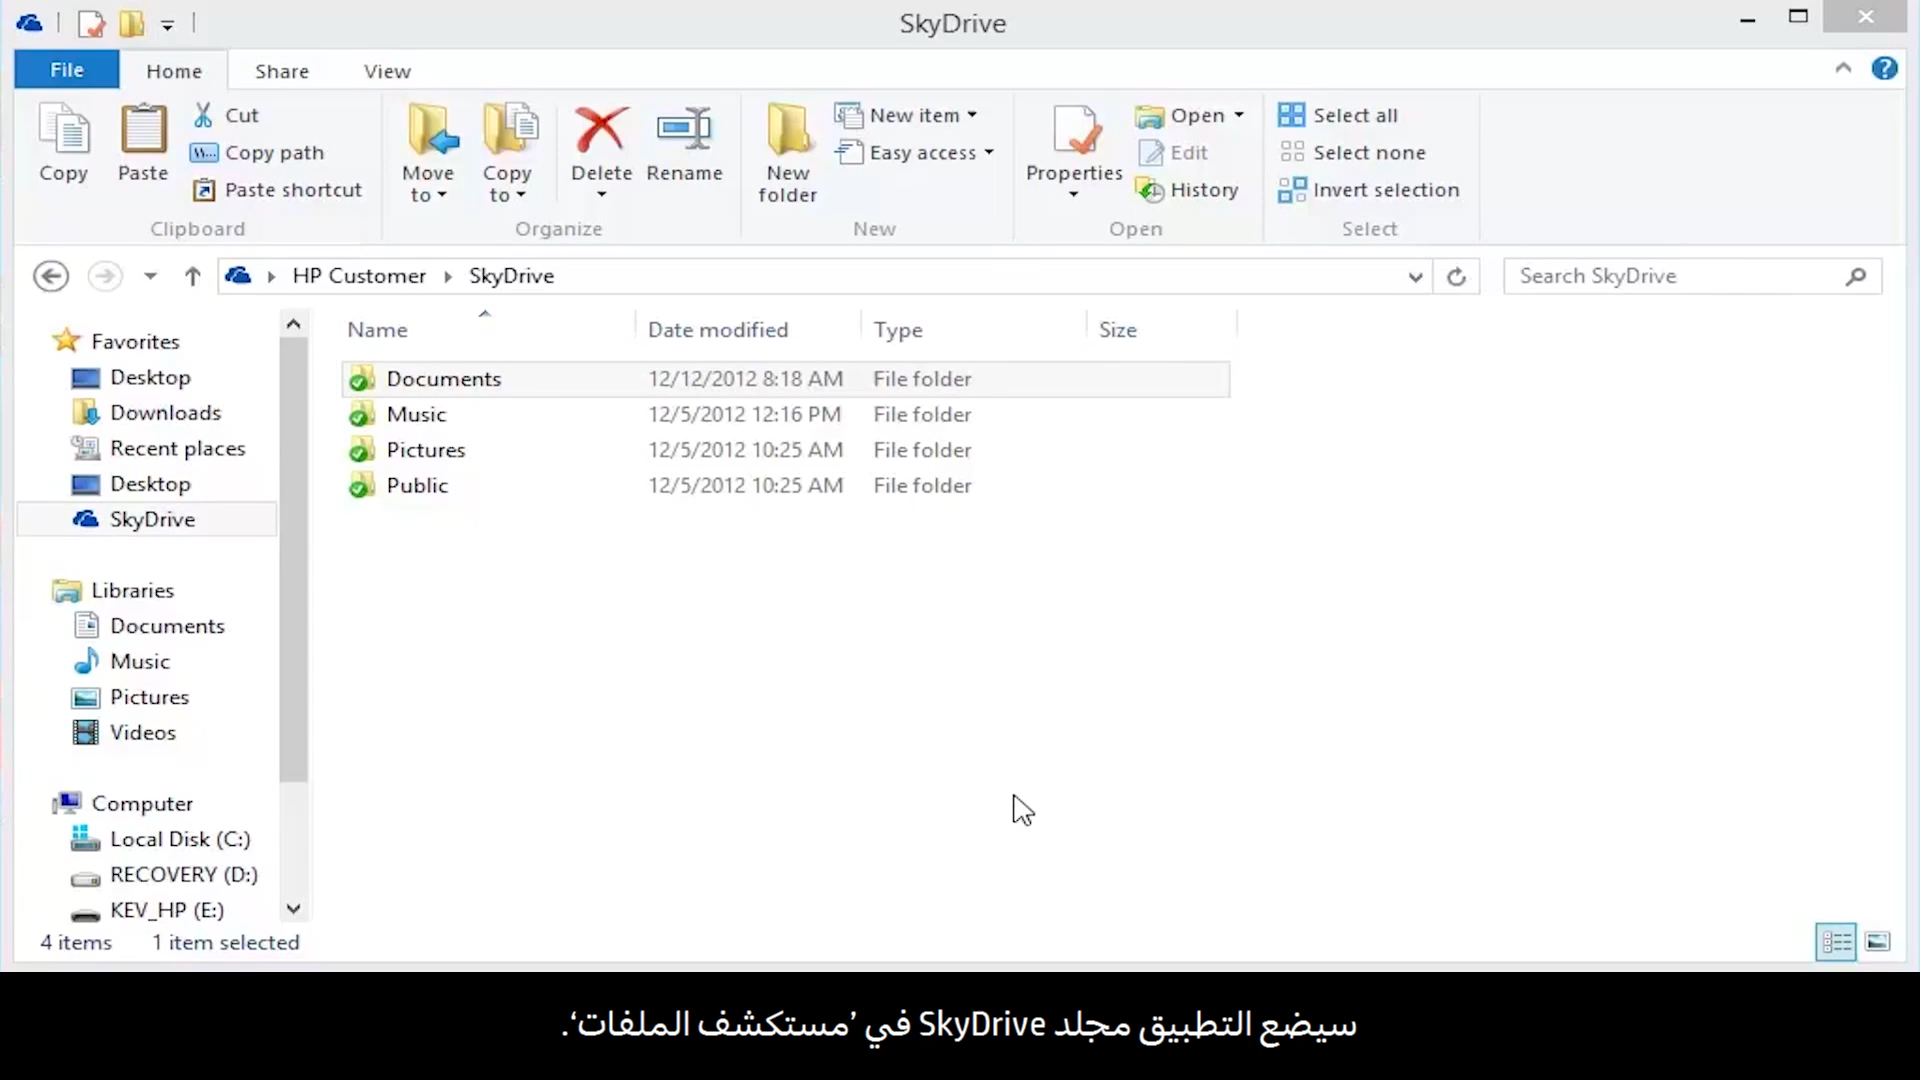 SkyDrive
File Home Share View
Copy
Paste
Cut
Copy path
Paste shortcut
Clipboard
Move to
Copy to
Delete
Rename
Organize
New folder
New item
Easy access
New
Properties
Open
Edit
History
Open
Select all
Select none
Invert selection
Select
HP Customer SkyDrive
Search SkyDrive
Favorites
Desktop
Downloads
Recent places
Desktop
SkyDrive
Libraries
Documents
Music
Pictures
Videos
Computer
Local Disk (C:)
RECOVERY (D:)
KEV_HP (E:)
Name Date modified Type Size
Documents 12/12/2012 8:18 AM File folder
Music 12/5/2012 12:16 PM File folder
Pictures 12/5/2012 10:25 AM File folder
Public 12/5/2012 10:25 AM File folder
4 items 1 item selected
سيضع التطبيق مجلد SkyDrive في ’مستكشف الملفات‘.